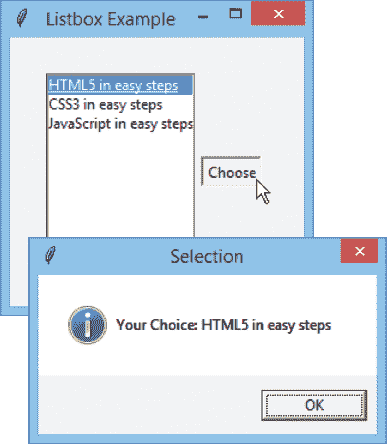 Listbox Example
HTML5 in easy steps
CSS3 in easy steps
JavaScript in easy steps
Choose
Selection
Your Choice: HTML5 in easy steps
OK